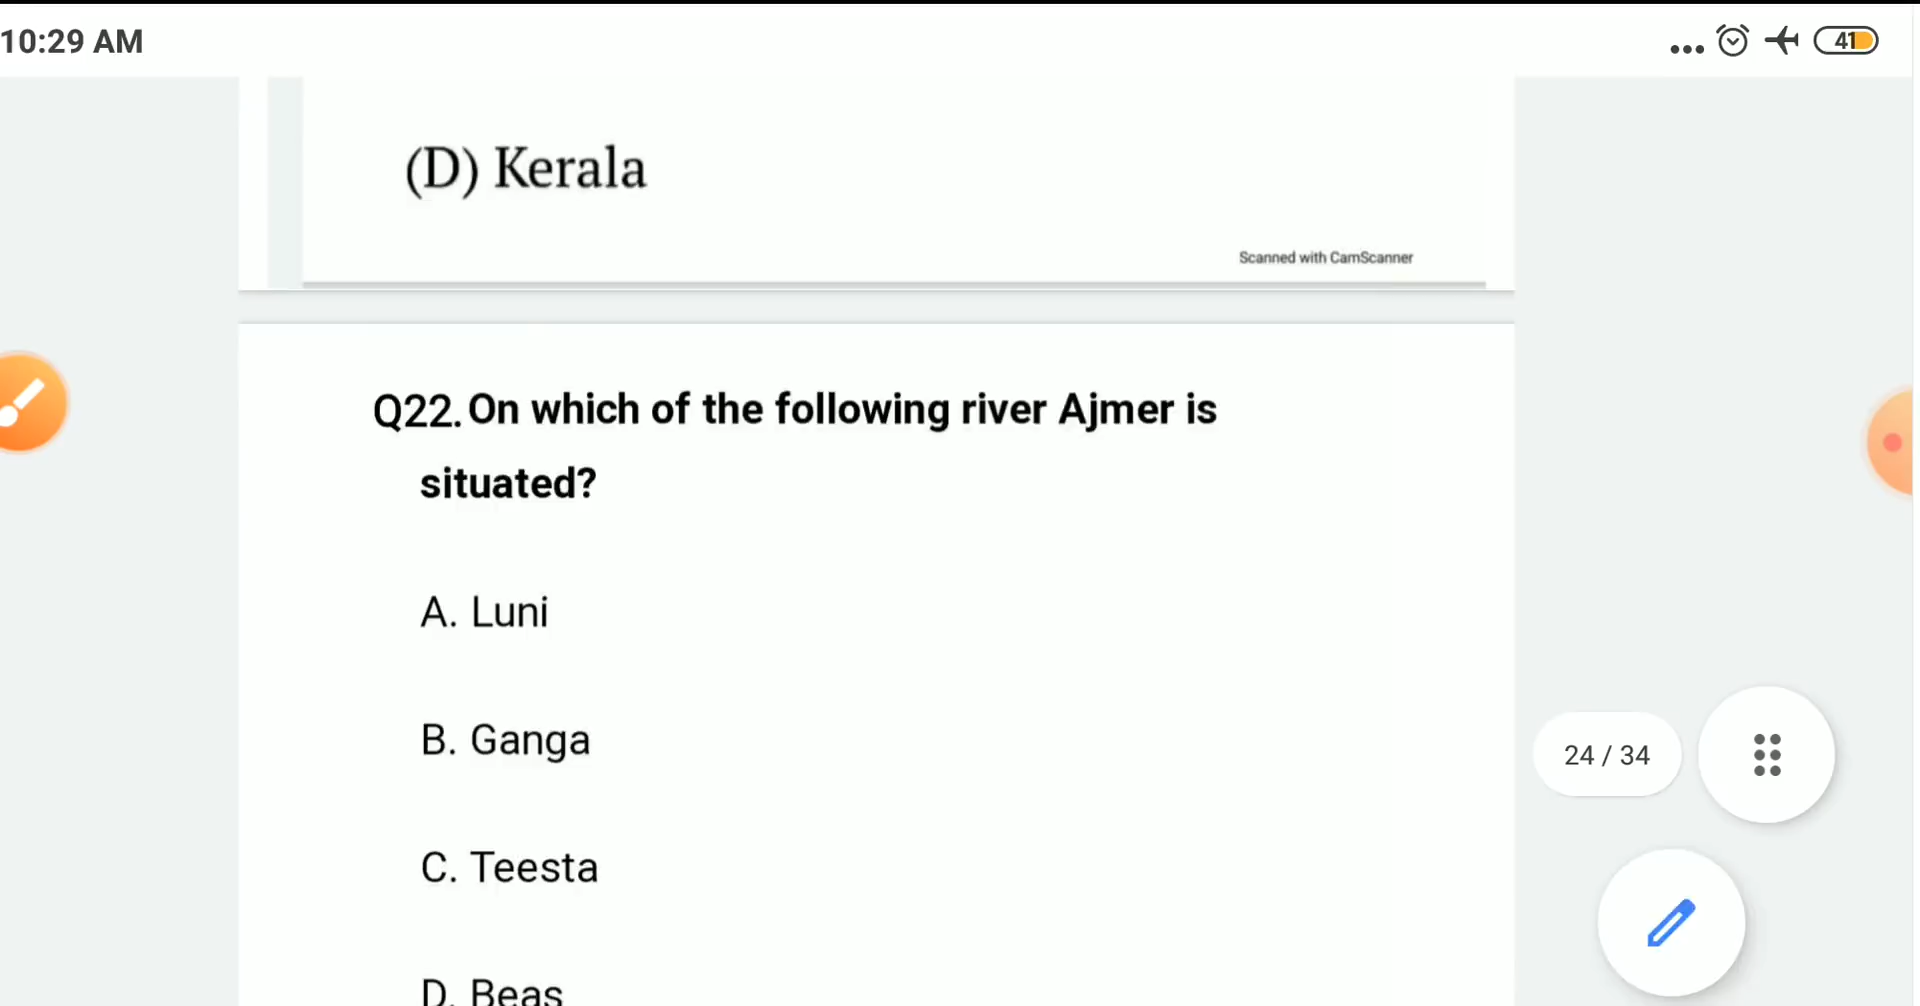 10:29 AM
41
(D) Kerala
Scanned with CamScanner
Q22. On which of the following river Ajmer is
situated?
A. Luni
B. Ganga
C. Teesta
24 / 34
D. Beas